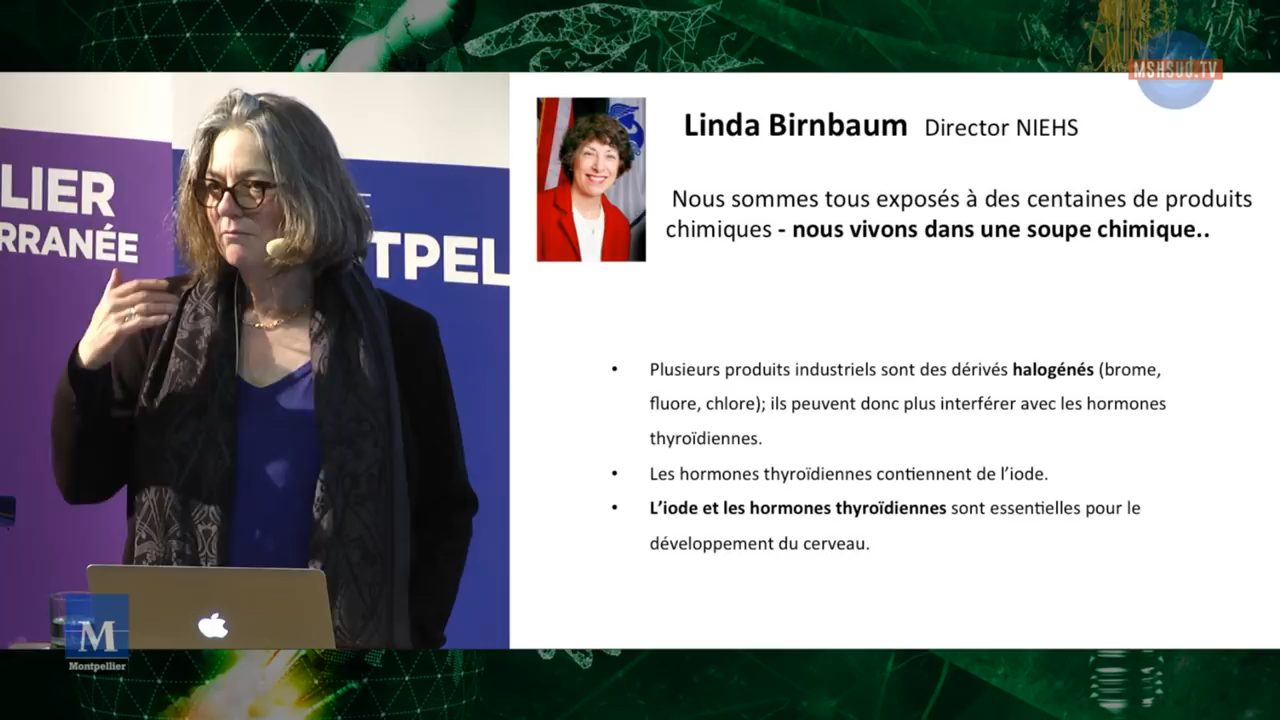 MSHSUD.TV
LIER
RRANÉE
TPEL
M
Montpellier
Linda Birnbaum Director NIEHS
Nous sommes tous exposés à des centaines de produits
chimiques - nous vivons dans une soupe chimique..
• Plusieurs produits industriels sont des dérivés halogénés (brome,
fluore, chlore); ils peuvent donc plus interférer avec les hormones
thyroïdiennes.
• Les hormones thyroïdiennes contiennent de l’iode.
• L’iode et les hormones thyroïdiennes sont essentielles pour le
développement du cerveau.